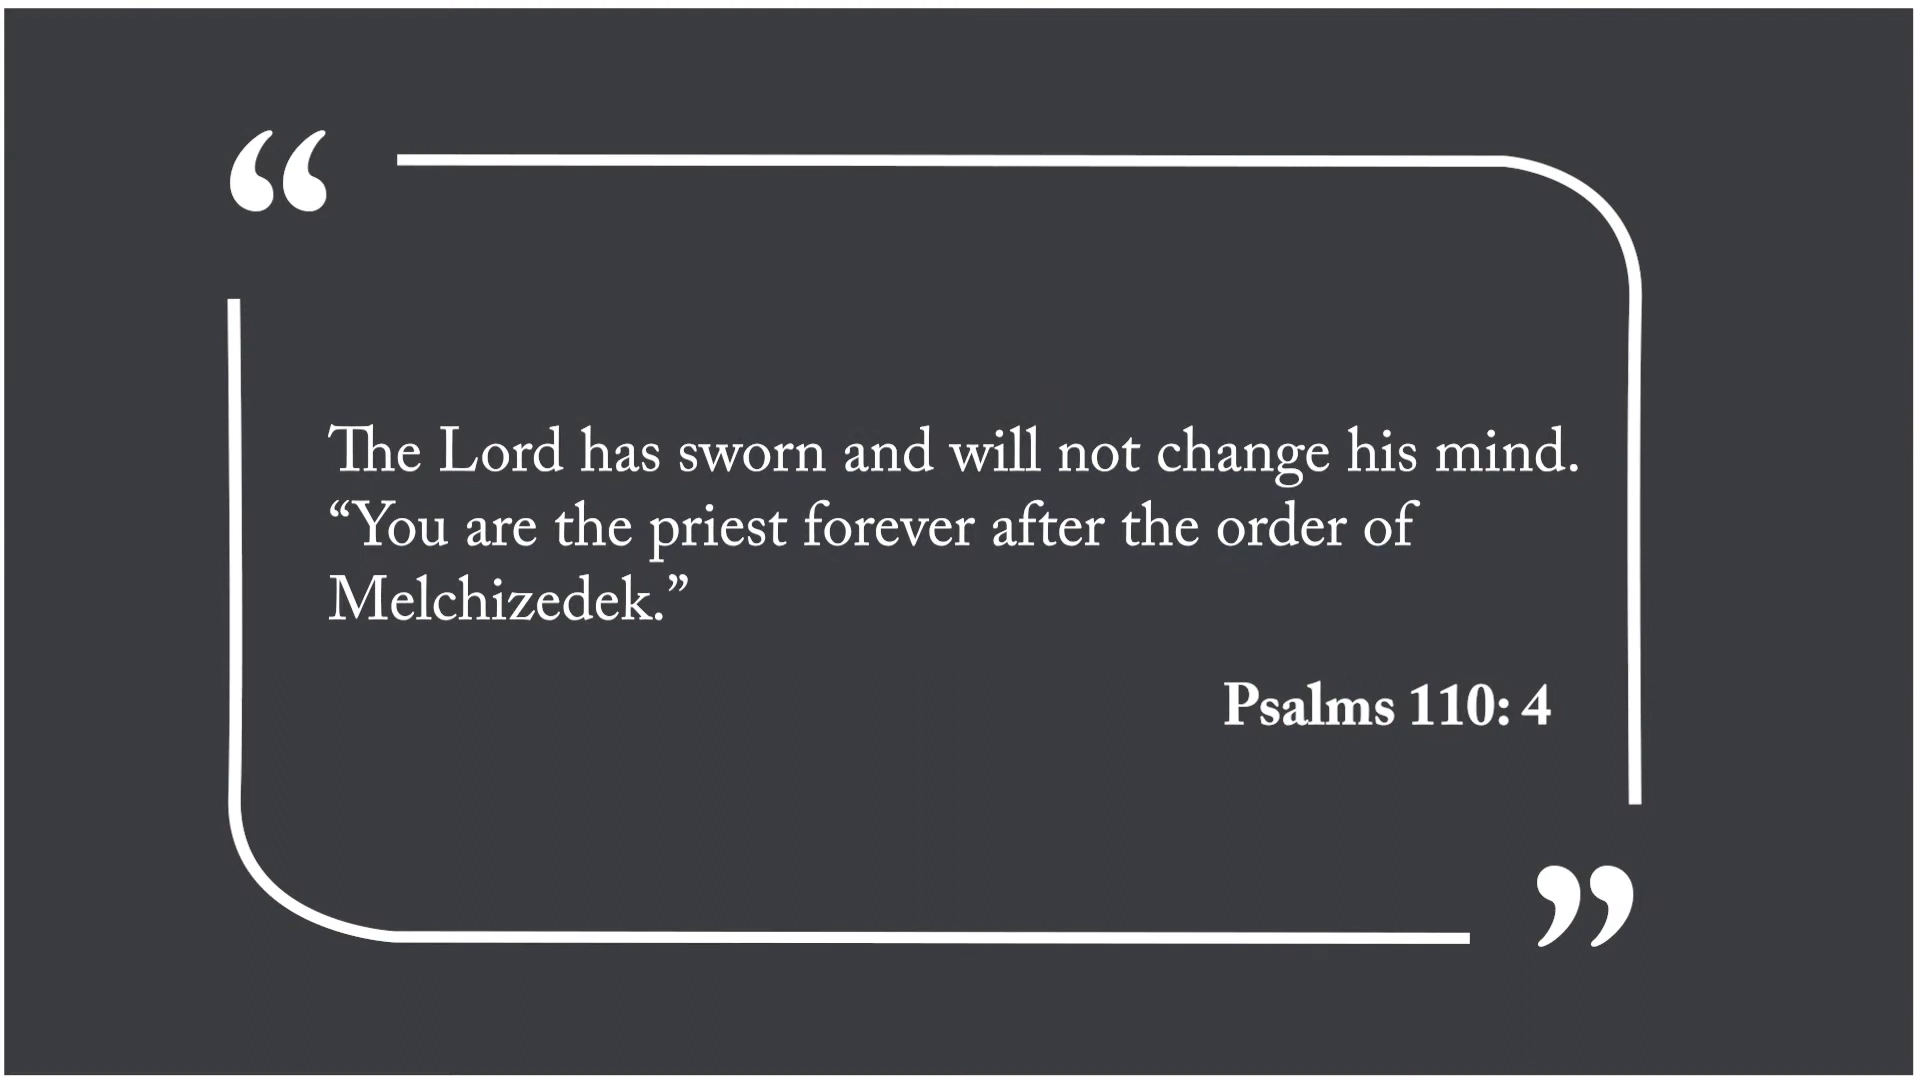 The Lord has sworn and will not change his mind.
“You are the priest forever after the order of
Melchizedek.”
Psalms 110: 4